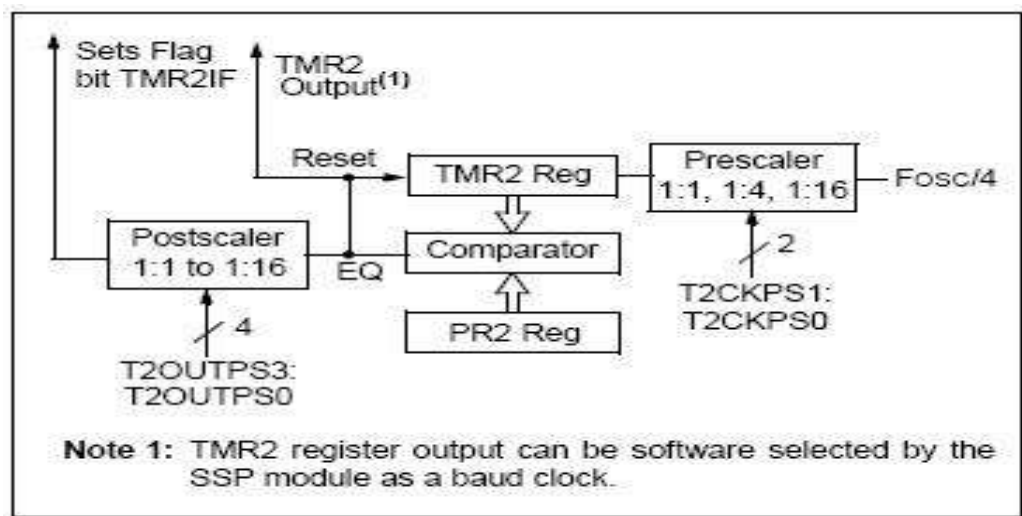 Sets Flag
bit TMR2IF
TMR2
Output(1)
Reset
TMR2 Reg
Prescaler
1:1, 1:4, 1:16
Fosc/4
Postscaler
1:1 to 1:16
EQ
Comparator
2
T2CKPS1:
T2CKPS0
PR2 Reg
4
T2OUTPS3:
T2OUTPS0
Note 1: TMR2 register output can be software selected by the
SSP module as a baud clock.